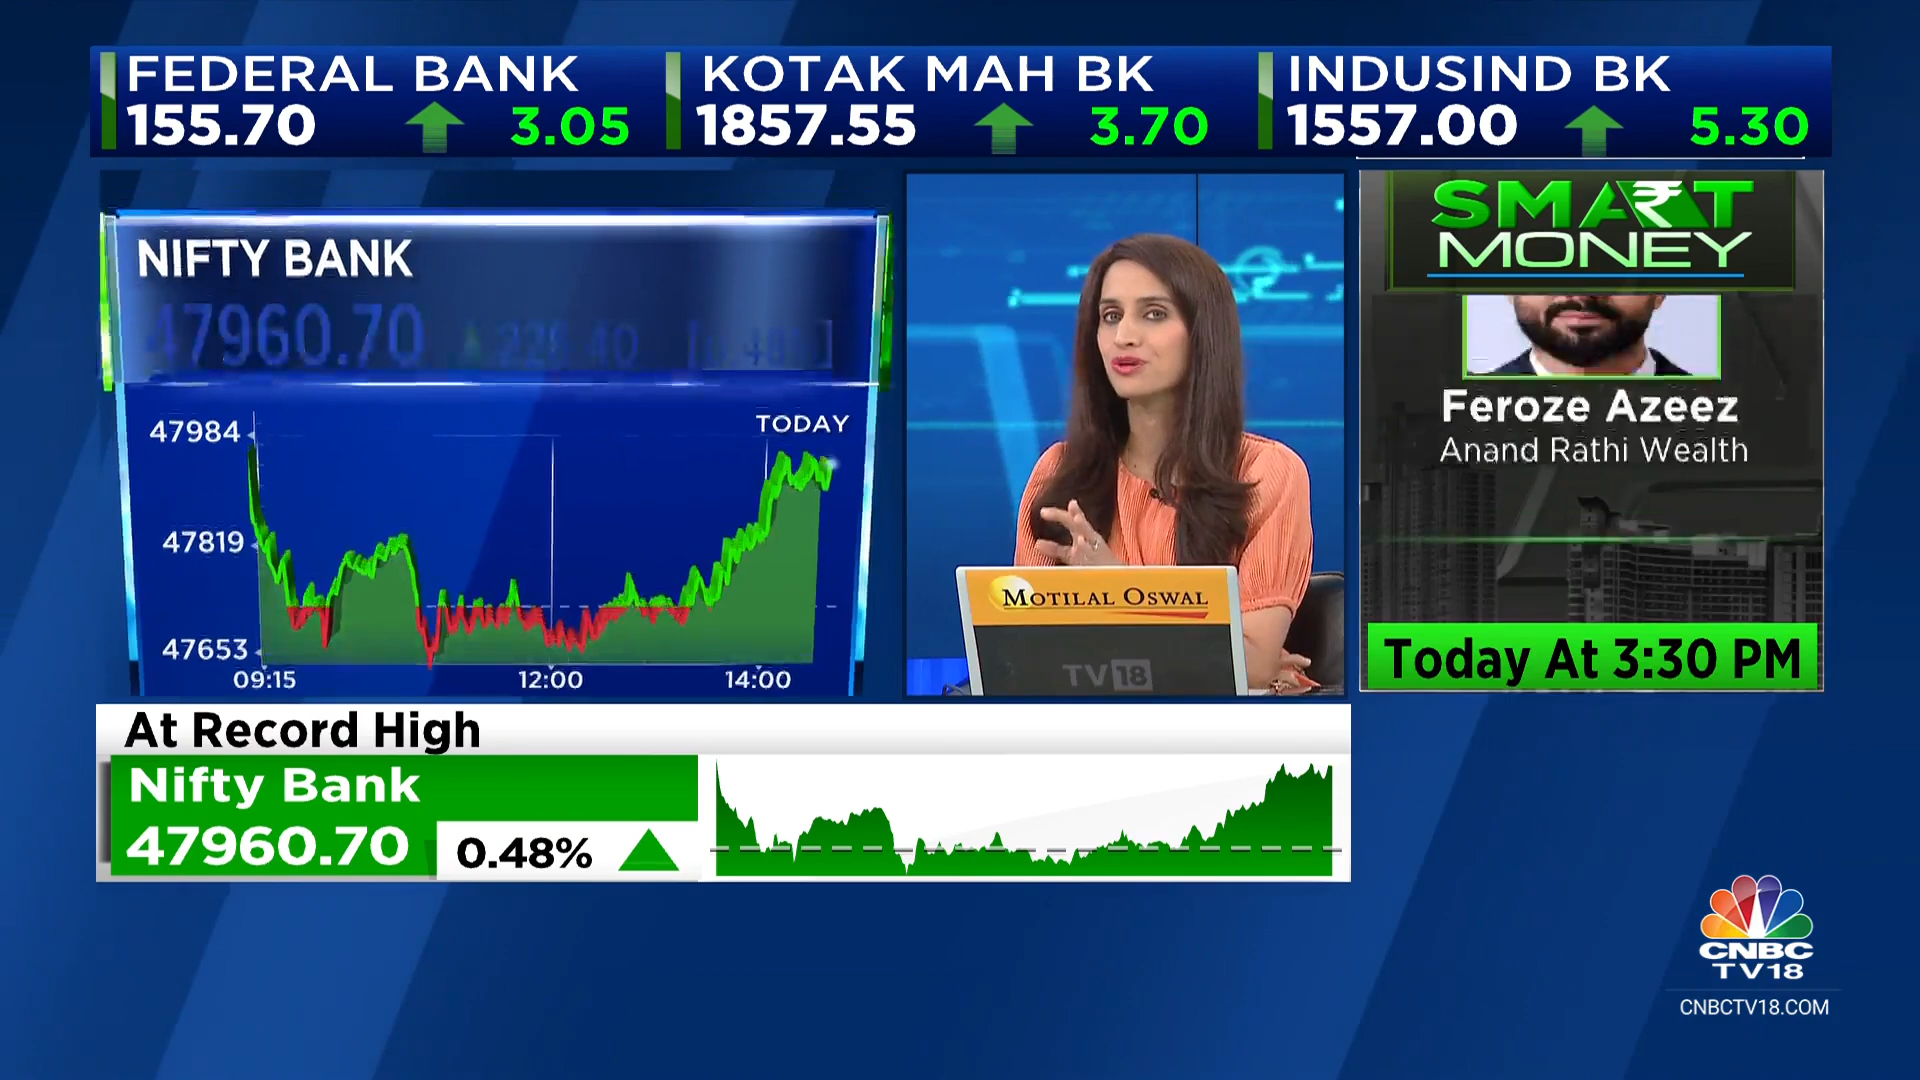 FEDERAL BANK
155.70 3.05
KOTAK MAH BK
1857.55 3.70
INDUSIND BK
1557.00 5.30
NIFTY BANK
47960.70
47984
TODAY
47819
47653
09:15 12:00 14:00
MOTILAL OSWAL
TV18
SMA₹T
MONEY
Feroze Azeez
Anand Rathi Wealth
Today At 3:30 PM
At Record High
Nifty Bank
47960.70
0.48%
CNBC
TV18
CNBCTV18.COM